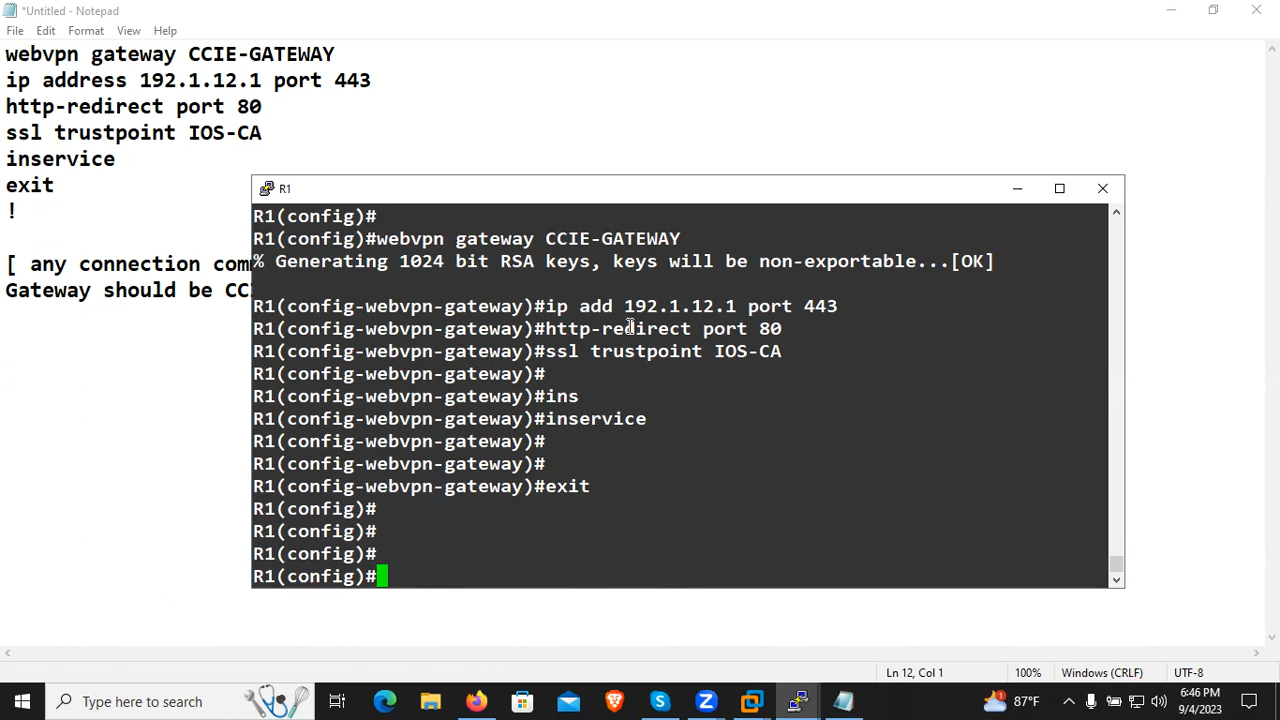 *Untitled - Notepad
File Edit Format View Help
webvpn gateway CCIE-GATEWAY
ip address 192.1.12.1 port 443
http-redirect port 80
ssl trustpoint IOS-CA
inservice
exit
!
[ any connection com
Gateway should be CC
R1
R1(config)#
R1(config)#webvpn gateway CCIE-GATEWAY
% Generating 1024 bit RSA keys, keys will be non-exportable...[OK]
R1(config-webvpn-gateway)#ip add 192.1.12.1 port 443
R1(config-webvpn-gateway)#http-redirect port 80
R1(config-webvpn-gateway)#ssl trustpoint IOS-CA
R1(config-webvpn-gateway)#
R1(config-webvpn-gateway)#ins
R1(config-webvpn-gateway)#inservice
R1(config-webvpn-gateway)#
R1(config-webvpn-gateway)#
R1(config-webvpn-gateway)#exit
R1(config)#
R1(config)#
R1(config)#
R1(config)#
Ln 12, Col 1 100% Windows (CRLF) UTF-8
Type here to search
87°F
6:46 PM
9/4/2023